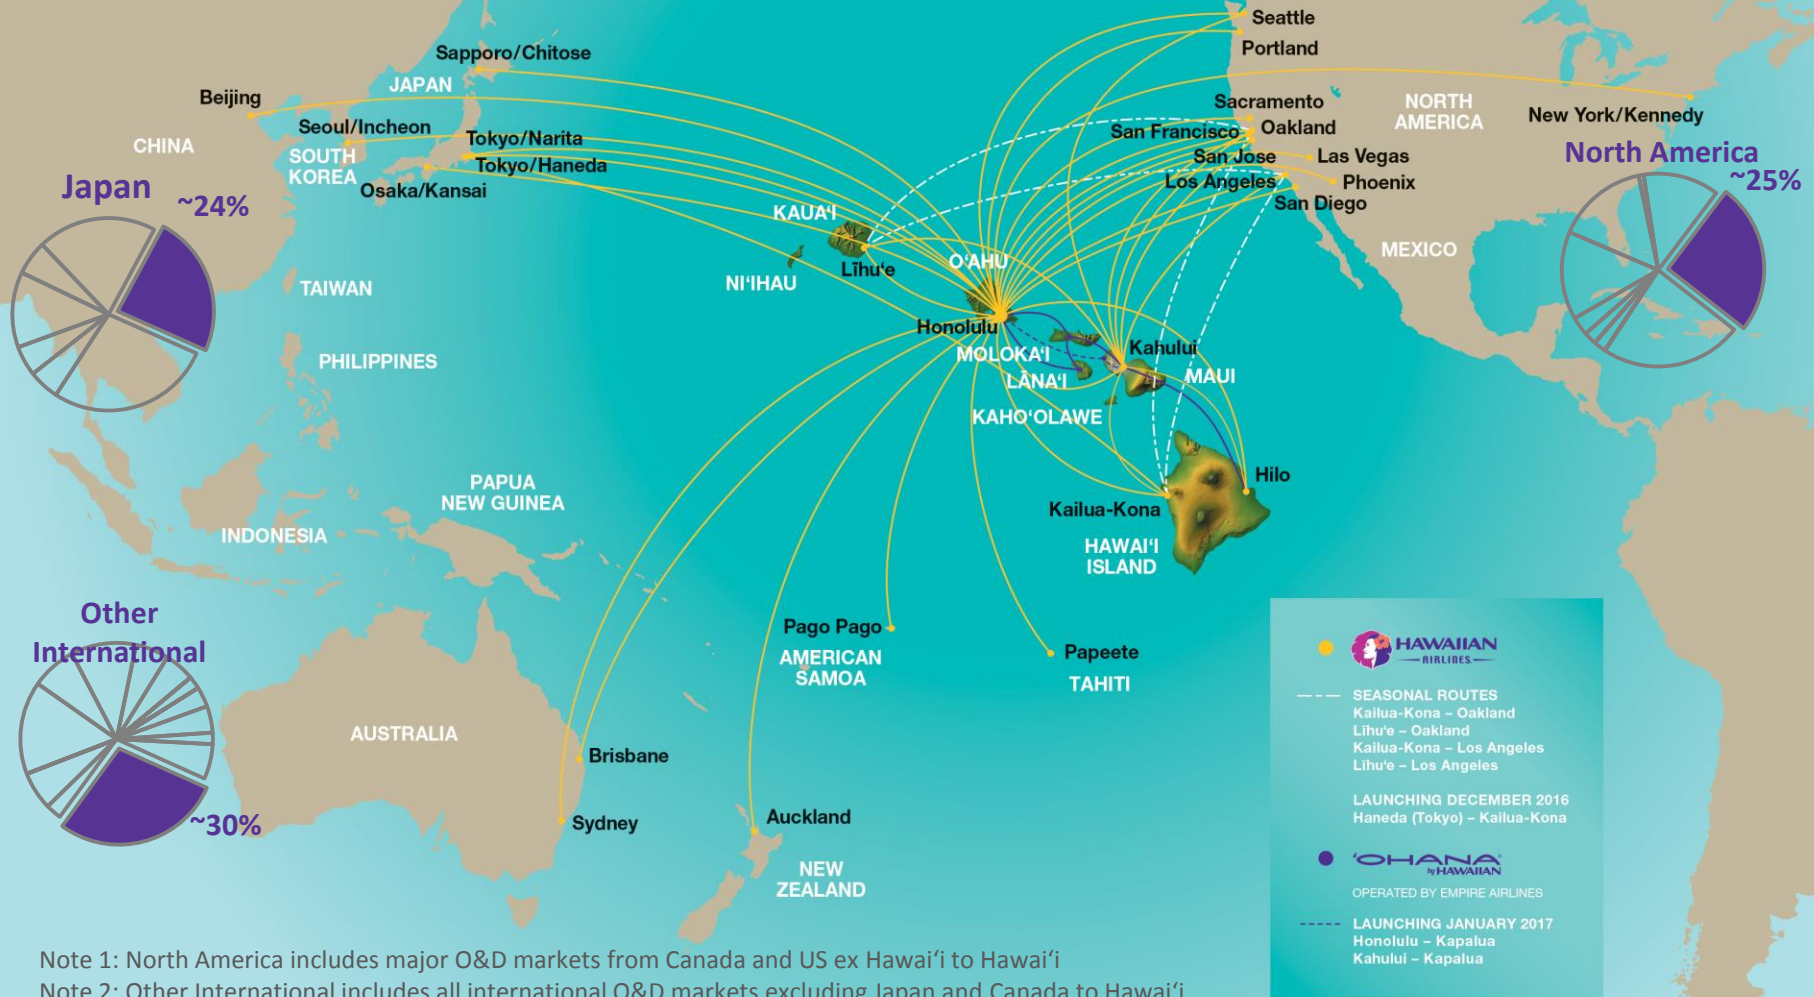 Seattle
Portland
Sapporo/Chitose
JAPAN
Beijing
Sacramento
NORTH
AMERICA
New York/Kennedy
Seoul/Incheon
Tokyo/Narita
San Francisco
Oakland
CHINA
SOUTH
KOREA
Tokyo/Haneda
San Jose
Las Vegas
North America
~25%
Osaka/Kansai
Los Angeles
Phoenix
San Diego
Japan
~24%
KAUA‘I
MEXICO
O‘AHU
Līhu‘e
NI‘IHAU
TAIWAN
Honolulu
MOLOKA‘I
Kahului
PHILIPPINES
LĀNA‘I
MAUI
KAHO‘OLAWE
Hilo
PAPUA
NEW GUINEA
Kailua-Kona
INDONESIA
HAWAI‘I
ISLAND
Other
International
~30%
Pago Pago
AMERICAN
SAMOA
Papeete
TAHITI
AUSTRALIA
Brisbane
Sydney
Auckland
NEW
ZEALAND
HAWAIIAN
AIRLINES
SEASONAL ROUTES
Kailua-Kona – Oakland
Līhu‘e – Oakland
Kailua-Kona – Los Angeles
Līhu‘e – Los Angeles
LAUNCHING DECEMBER 2016
Haneda (Tokyo) – Kailua-Kona
‘OHANA
by HAWAIIAN
OPERATED BY EMPIRE AIRLINES
LAUNCHING JANUARY 2017
Honolulu – Kapalua
Kahului – Kapalua
Note 1: North America includes major O&D markets from Canada and US ex Hawai‘i to Hawai‘i
Note 2: Other International includes all international O&D markets excluding Japan and Canada to Hawai‘i